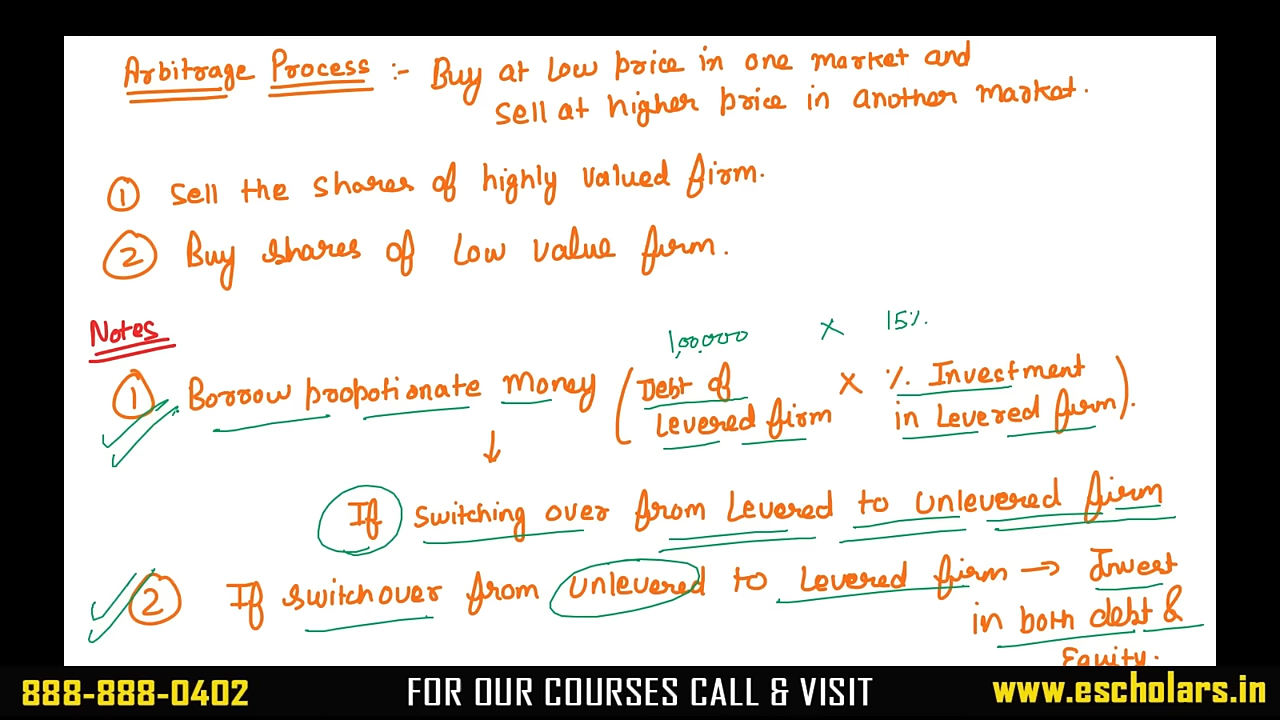 Arbitrage Process :- Buy at low price in one market and
sell at higher price in another market.
① Sell the shares of highly valued firm.
② Buy shares of low value firm.
Notes
1,00,000 × 15%
① Borrow propotionate Money (Debt of × % Investment
Levered firm in Levered firm).
↓
If switching over from Levered to unlevered firm
② If switchover from unlevered to Levered firm → Invest
in both debt &
Equity.
888-888-0402 FOR OUR COURSES CALL & VISIT www.escholars.in